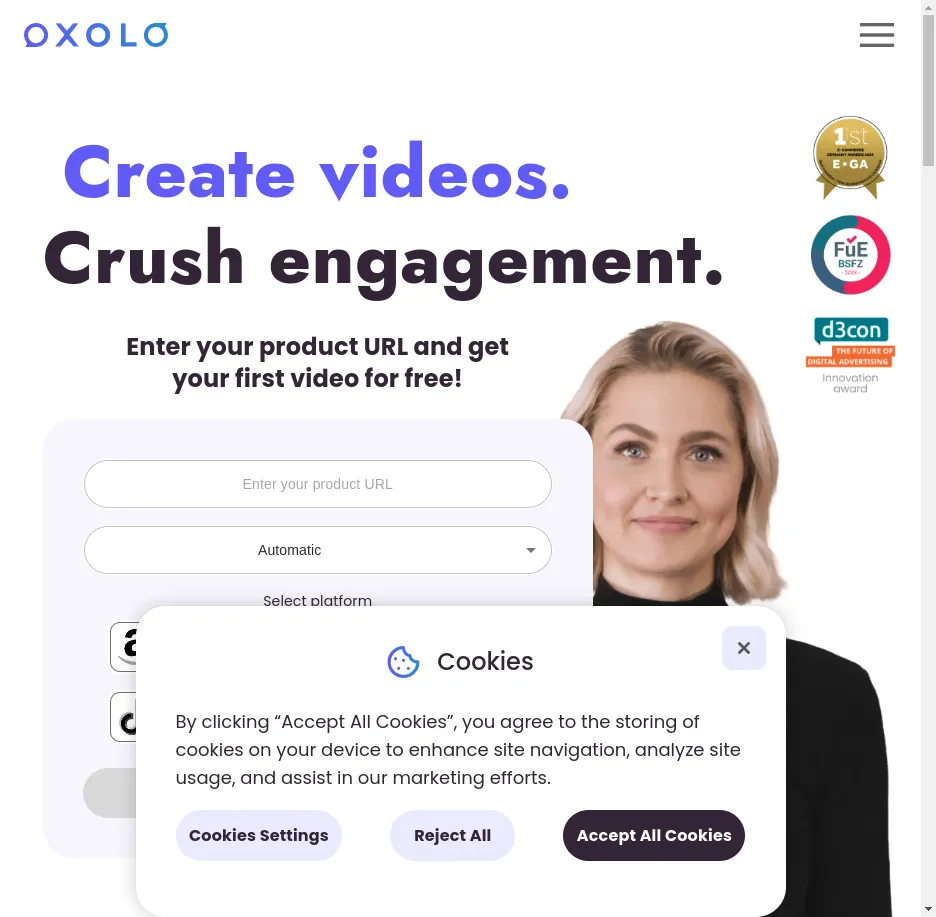 OXOLO
Create videos.
Crush engagement.
1st
E-COMMERCE
GERMANY AWARDS 2023
E·GA
FuE
BSFZ
d3con
THE FUTURE OF
DIGITAL ADVERTISING
Innovation
award
Enter your product URL and get
your first video for free!
Enter your product URL
Automatic
Select platform
Cookies
By clicking “Accept All Cookies”, you agree to the storing of
cookies on your device to enhance site navigation, analyze site
usage, and assist in our marketing efforts.
Cookies Settings
Reject All
Accept All Cookies